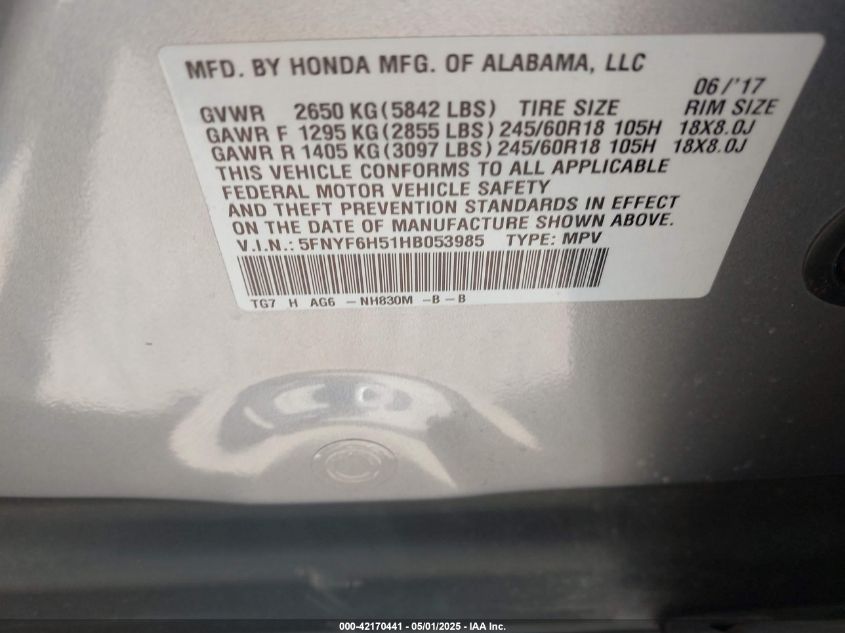 MFD. BY HONDA MFG. OF ALABAMA, LLC
06/'17
GVWR 2650 KG(5842 LBS) TIRE SIZE RIM SIZE
GAWR F 1295 KG(2855 LBS) 245/60R18 105H 18X8.0J
GAWR R 1405 KG(3097 LBS) 245/60R18 105H 18X8.0J
THIS VEHICLE CONFORMS TO ALL APPLICABLE
FEDERAL MOTOR VEHICLE SAFETY
AND THEFT PREVENTION STANDARDS IN EFFECT
ON THE DATE OF MANUFACTURE SHOWN ABOVE.
V.I.N.: 5FNYF6H51HB053985 TYPE: MPV
TG7 H AG6 - NH830M - B - B
000-42170441 - 05/01/2025 - IAA Inc.